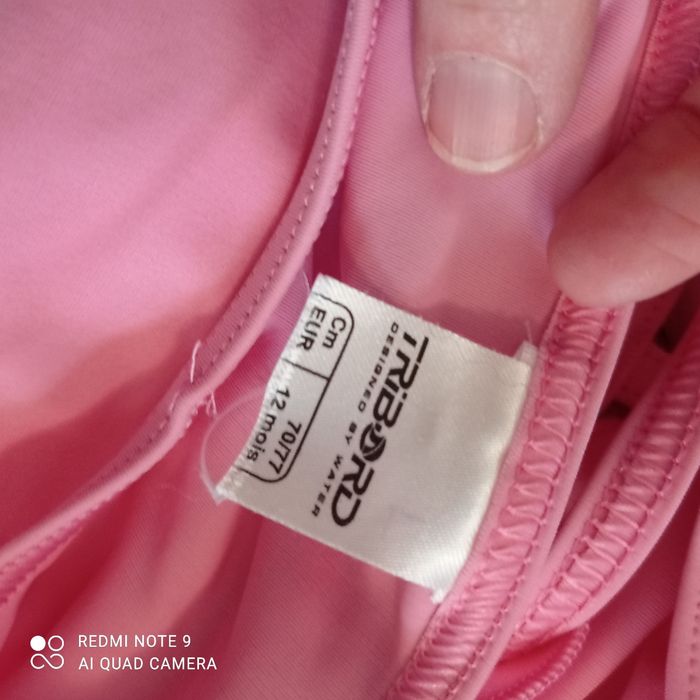 TRIBORD
DESIGNED BY WATER
Cm 70/77
EUR 12 mois
REDMI NOTE 9
AI QUAD CAMERA